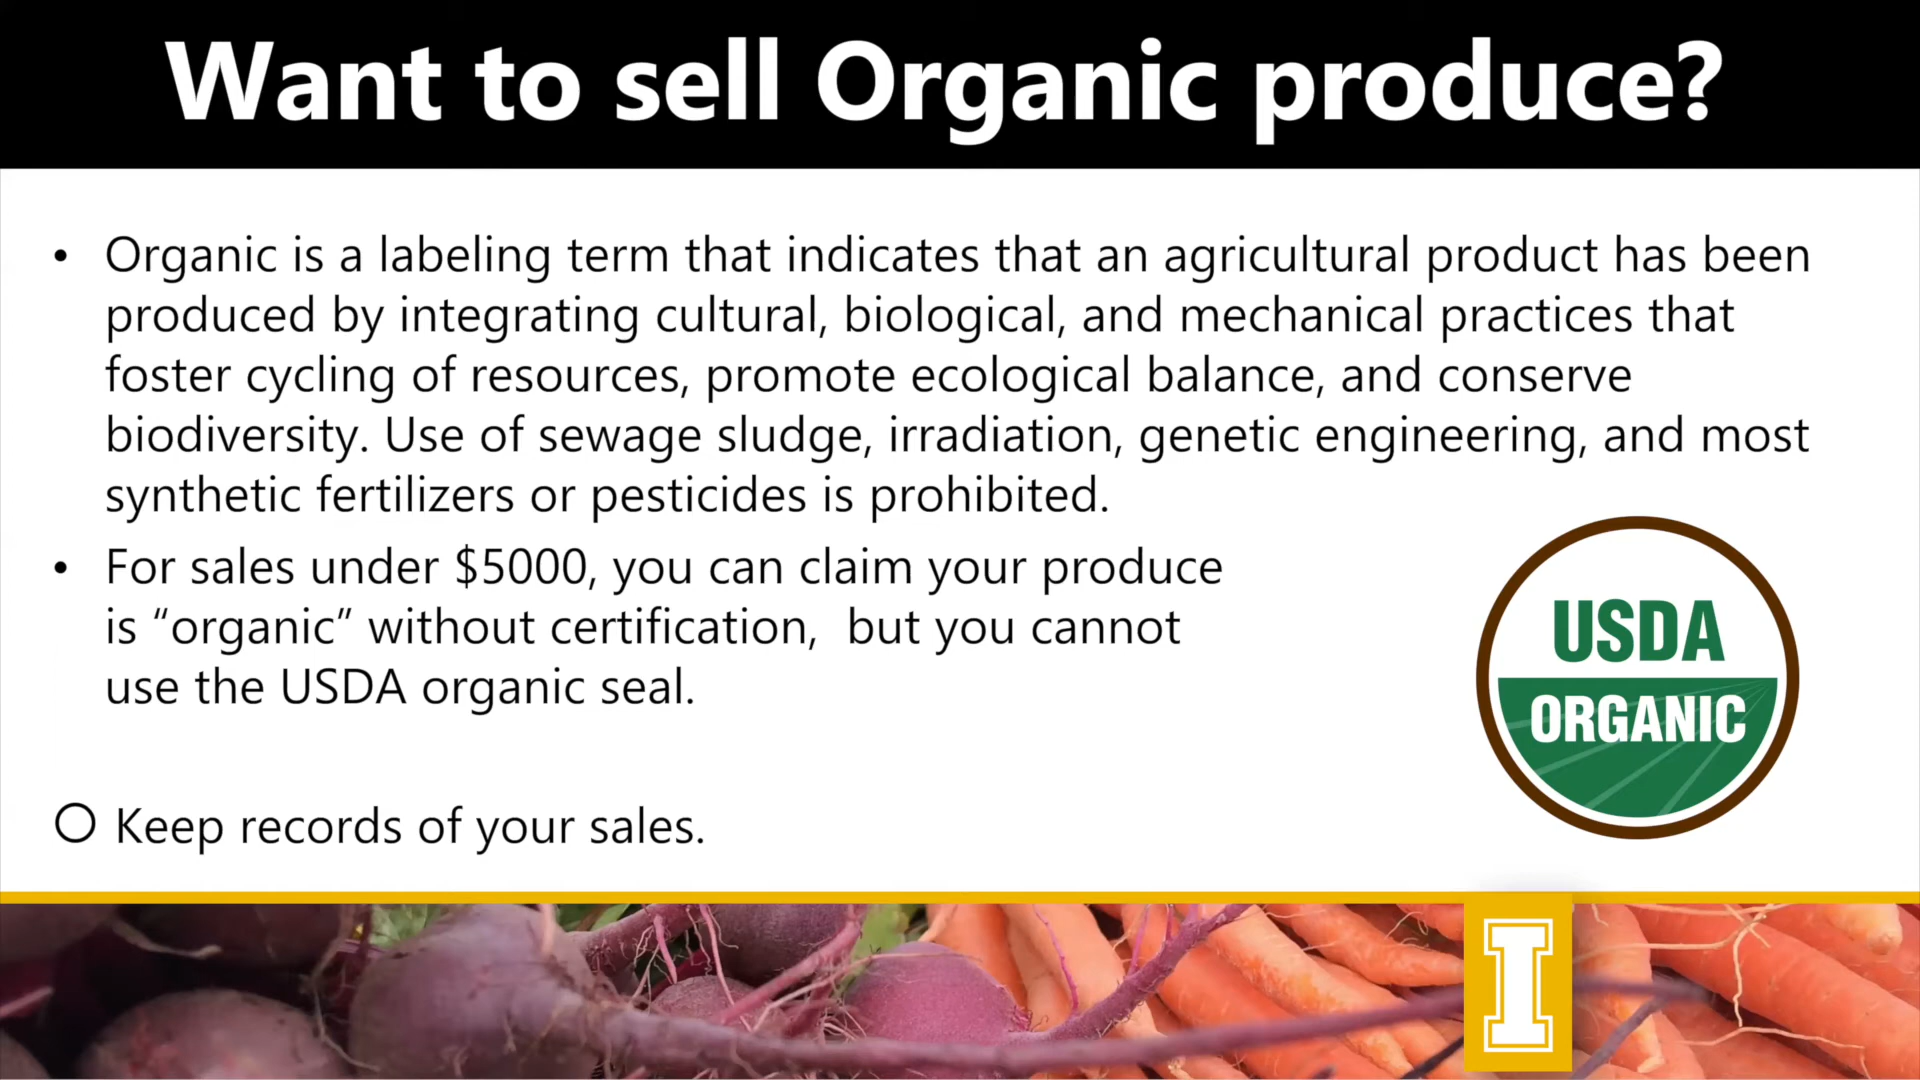 Want to sell Organic produce?
• Organic is a labeling term that indicates that an agricultural product has been
produced by integrating cultural, biological, and mechanical practices that
foster cycling of resources, promote ecological balance, and conserve
biodiversity. Use of sewage sludge, irradiation, genetic engineering, and most
synthetic fertilizers or pesticides is prohibited.
• For sales under $5000, you can claim your produce
is “organic” without certification,  but you cannot
use the USDA organic seal.
USDA
ORGANIC
○ Keep records of your sales.
I